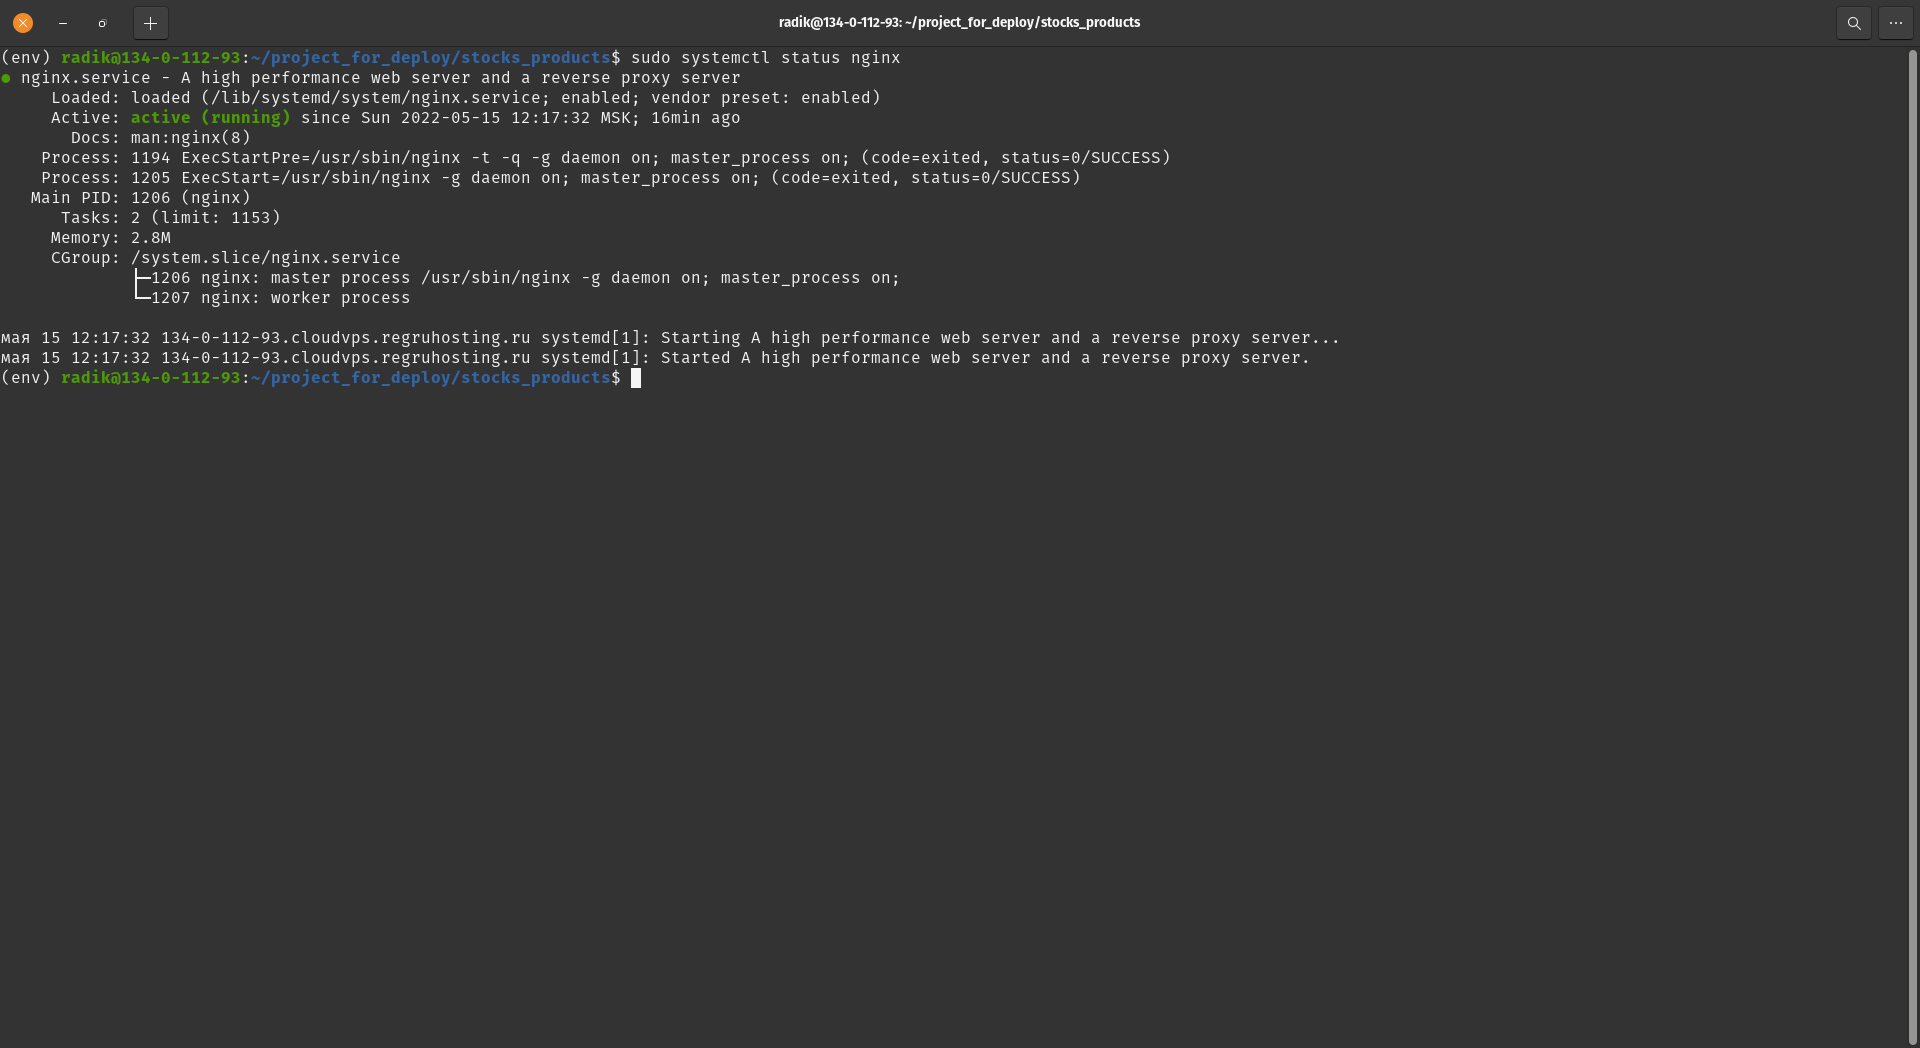 radik@134-0-112-93: ~/project_for_deploy/stocks_products
(env) radik@134-0-112-93:~/project_for_deploy/stocks_products$ sudo systemctl status nginx
● nginx.service - A high performance web server and a reverse proxy server
     Loaded: loaded (/lib/systemd/system/nginx.service; enabled; vendor preset: enabled)
     Active: active (running) since Sun 2022-05-15 12:17:32 MSK; 16min ago
       Docs: man:nginx(8)
    Process: 1194 ExecStartPre=/usr/sbin/nginx -t -q -g daemon on; master_process on; (code=exited, status=0/SUCCESS)
    Process: 1205 ExecStart=/usr/sbin/nginx -g daemon on; master_process on; (code=exited, status=0/SUCCESS)
   Main PID: 1206 (nginx)
      Tasks: 2 (limit: 1153)
     Memory: 2.8M
     CGroup: /system.slice/nginx.service
             ├─1206 nginx: master process /usr/sbin/nginx -g daemon on; master_process on;
             └─1207 nginx: worker process
мая 15 12:17:32 134-0-112-93.cloudvps.regruhosting.ru systemd[1]: Starting A high performance web server and a reverse proxy server...
мая 15 12:17:32 134-0-112-93.cloudvps.regruhosting.ru systemd[1]: Started A high performance web server and a reverse proxy server.
(env) radik@134-0-112-93:~/project_for_deploy/stocks_products$